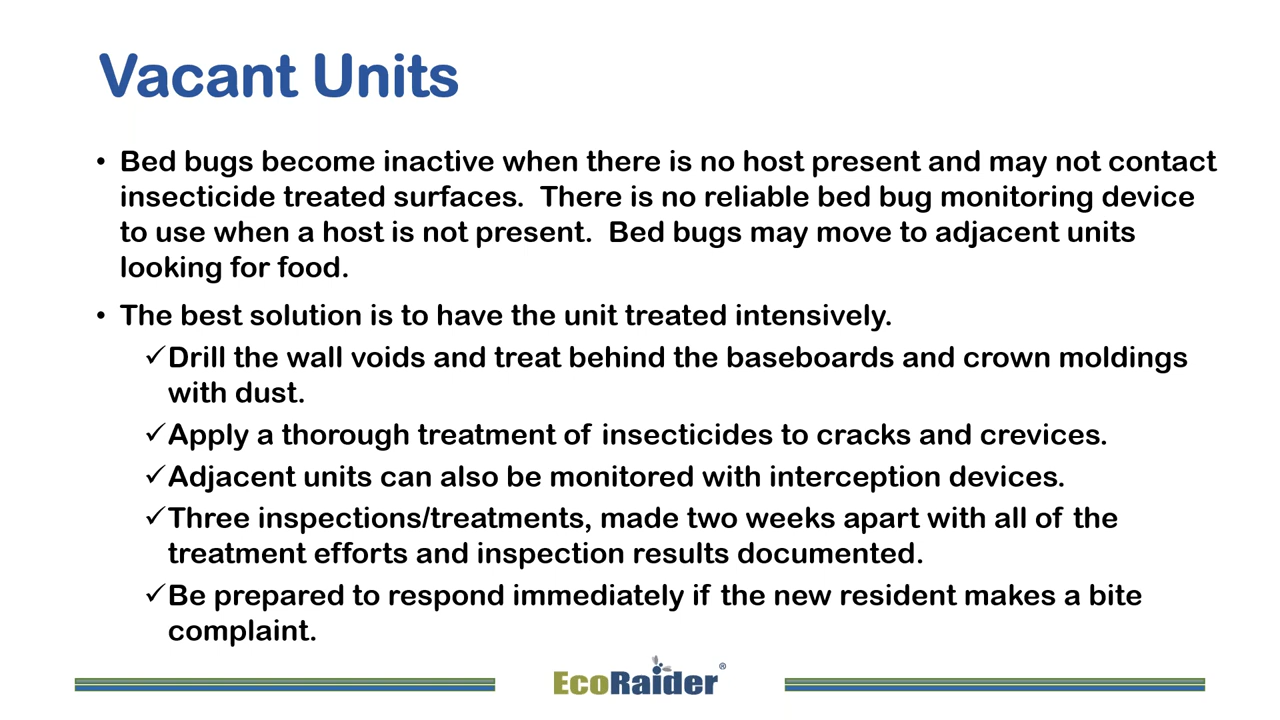 Vacant Units
• Bed bugs become inactive when there is no host present and may not contact
insecticide treated surfaces.  There is no reliable bed bug monitoring device
to use when a host is not present.  Bed bugs may move to adjacent units
looking for food.
• The best solution is to have the unit treated intensively.
✓Drill the wall voids and treat behind the baseboards and crown moldings
with dust.
✓Apply a thorough treatment of insecticides to cracks and crevices.
✓Adjacent units can also be monitored with interception devices.
✓Three inspections/treatments, made two weeks apart with all of the
treatment efforts and inspection results documented.
✓Be prepared to respond immediately if the new resident makes a bite
complaint.
EcoRaider®